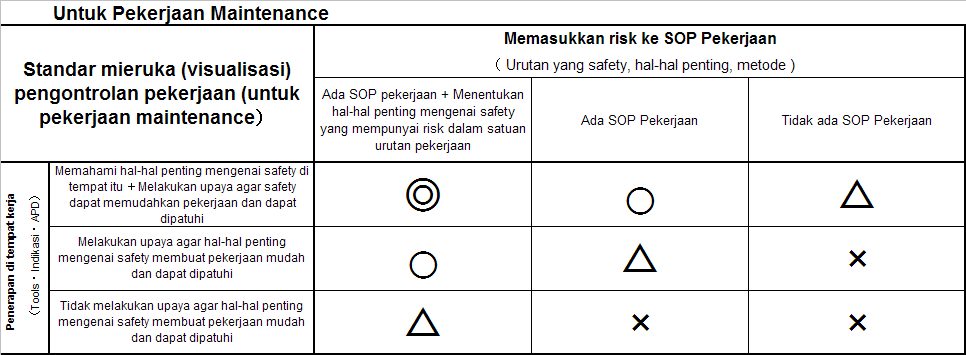 Untuk Pekerjaan Maintenance
Standar mieruka (visualisasi)
pengontrolan pekerjaan (untuk
pekerjaan maintenance）
Memasukkan risk ke SOP Pekerjaan
（ Urutan yang safety, hal-hal penting, metode )
Ada SOP pekerjaan + Menentukan
hal-hal penting mengenai safety
yang mempunyai risk dalam satuan
urutan pekerjaan
Ada SOP Pekerjaan
Tidak ada SOP Pekerjaan
Penerapan di tempat kerja
（Tools・Indikasi・APD）
Memahami hal-hal penting mengenai safety di
tempat itu ＋Melakukan upaya agar safety
dapat memudahkan pekerjaan dan dapat
dipatuhi
◎ ○ △
Melakukan upaya agar hal-hal penting
mengenai safety membuat pekerjaan mudah
dan dapat dipatuhi
○ △ ×
Tidak melakukan upaya agar hal-hal penting
mengenai safety membuat pekerjaan mudah
dan dapat dipatuhi
△ × ×